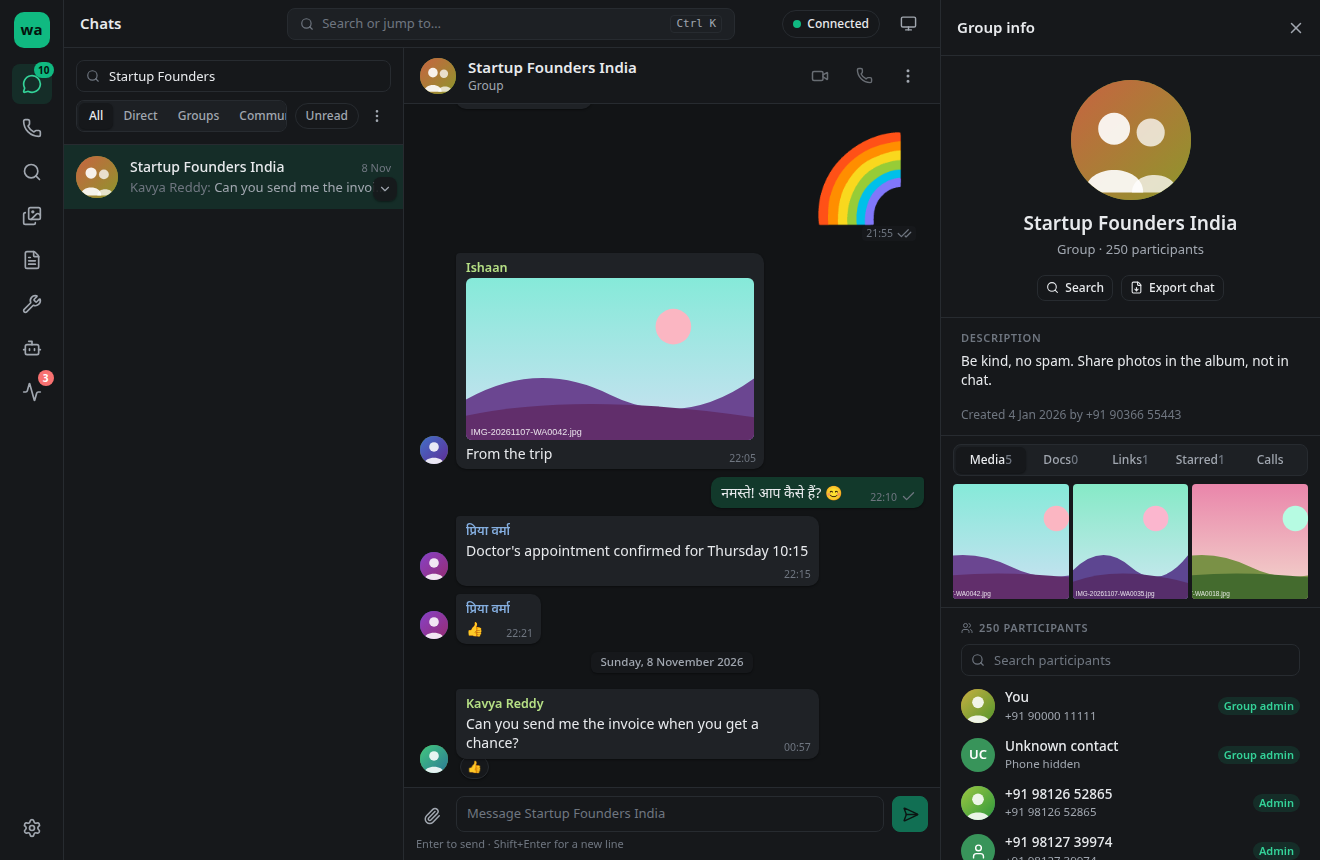 wa
Chats
Search or jump to...
Ctrl K
Connected
10
3
Startup Founders
All
Direct
Groups
Unread
Startup Founders India
8 Nov
Kavya Reddy: Can you send me the invo
Startup Founders India
Group
21:55
Ishaan
IMG-20261107-WA0042.jpg
From the trip
22:05
नमस्ते! आप कैसे हैं? 😊
22:10
प्रिया वर्मा
Doctor's appointment confirmed for Thursday 10:15
22:15
प्रिया वर्मा
👍
22:21
Sunday, 8 November 2026
Kavya Reddy
Can you send me the invoice when you get a
chance?
00:57
👍
Message Startup Founders India
Enter to send · Shift+Enter for a new line
Group info
Startup Founders India
Group · 250 participants
Search
Export chat
DESCRIPTION
Be kind, no spam. Share photos in the album, not in
chat.
Created 4 Jan 2026 by +91 90366 55443
Media5
Docs0
Links1
Starred1
Calls
-WA0042.jpg
IMG-20261107-WA0035.jpg
-WA0018.jpg
250 PARTICIPANTS
Search participants
You
+91 90000 11111
Group admin
UC
Unknown contact
Phone hidden
Group admin
+91 98126 52865
+91 98126 52865
Admin
+91 98127 39974
+91 98127 39974
Admin